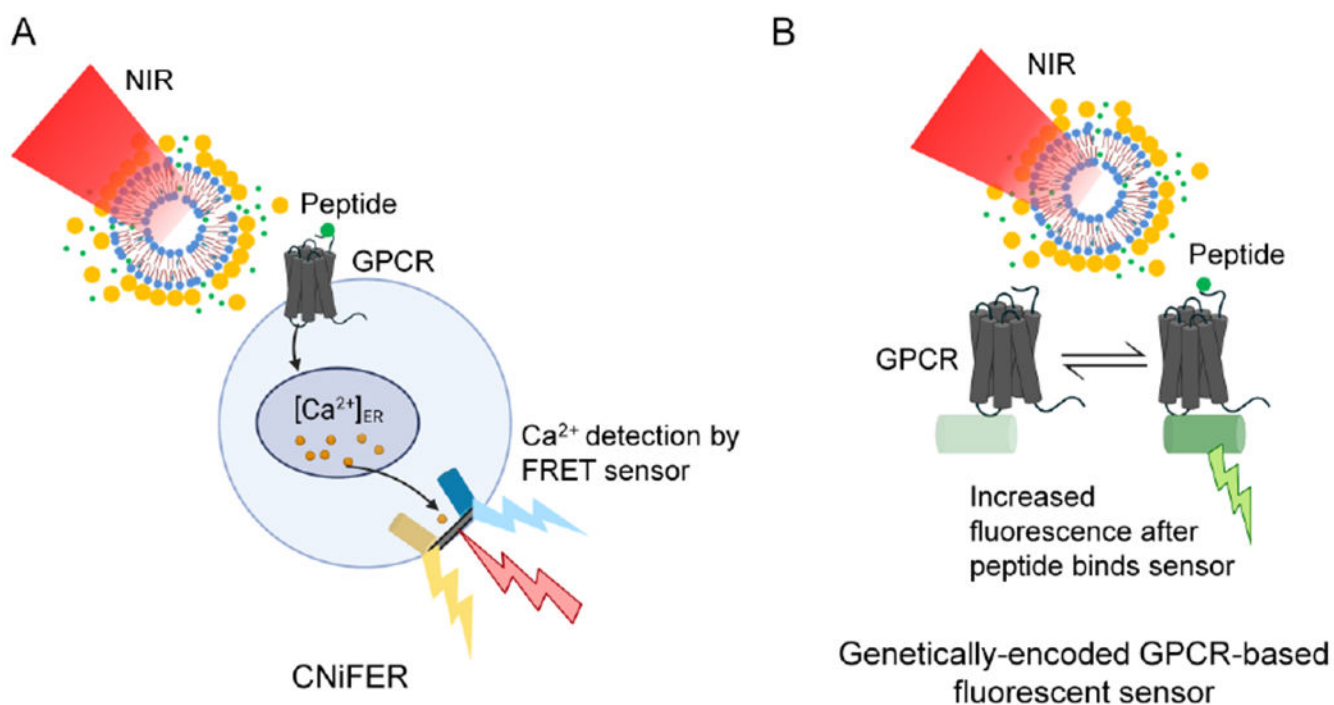 A
NIR
Peptide
GPCR
[Ca²⁺]ER
Ca²⁺ detection by
FRET sensor
CNiFER
B
NIR
Peptide
GPCR
Increased
fluorescence after
peptide binds sensor
Genetically-encoded GPCR-based
fluorescent sensor